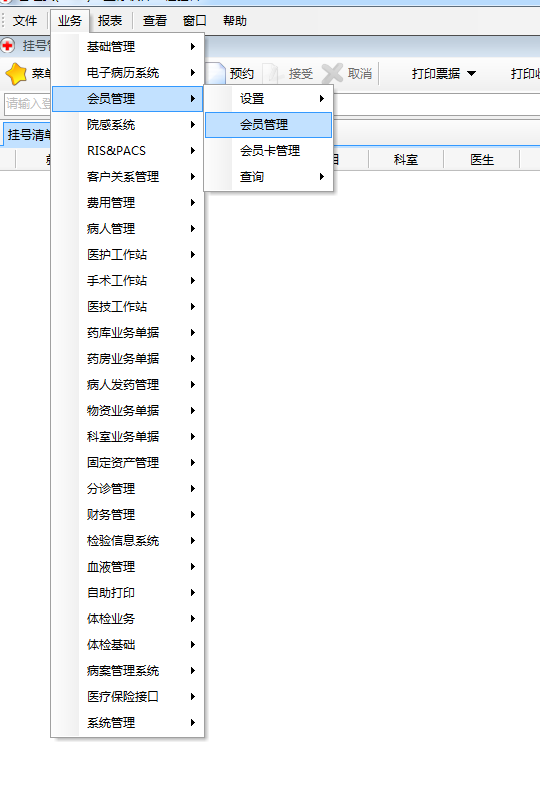 文件 业务 报表 查看 窗口 帮助
挂号
菜单 预约 接受 取消 打印票据 打印
请输入
挂号清单
科室 医生
基础管理
电子病历系统
会员管理
院感系统
RIS&PACS
客户关系管理
费用管理
病人管理
医护工作站
手术工作站
医技工作站
药库业务单据
药房业务单据
病人发药管理
物资业务单据
科室业务单据
固定资产管理
分诊管理
财务管理
检验信息系统
血液管理
自助打印
体检业务
体检基础
病案管理系统
医疗保险接口
系统管理
设置
会员管理
会员卡管理
查询